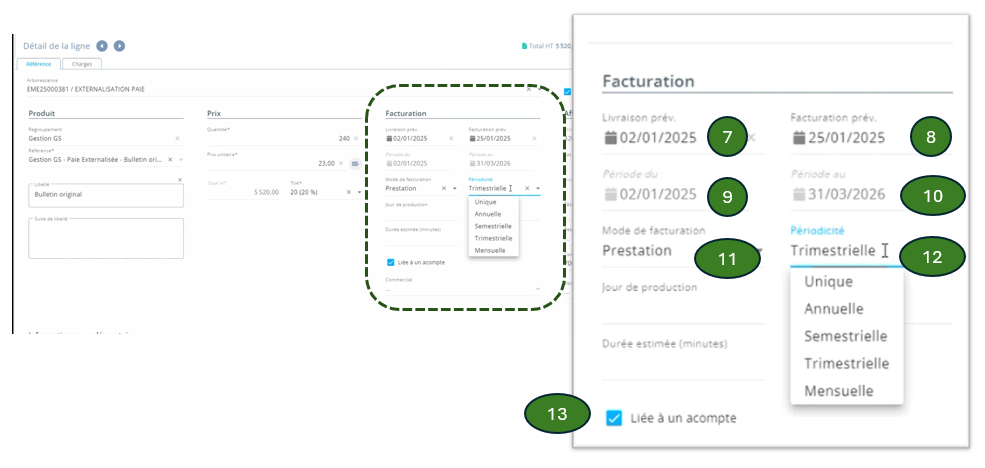 Détail de la ligne
Total HT 5 520,
Référence
Charges
Arborescence
EME25000381 / EXTERNALISATION PAIE
Produit
Prix
Facturation
Regroupement
Gestion GS
Quantité*
240
Livraison prév.
02/01/2025
Facturation prév.
25/01/2025
Référence*
Gestion GS - Paie Externalisée - Bulletin ori...
Prix unitaire*
23,00
Période du
02/01/2025
Période au
31/03/2026
Libellé
Bulletin original
Total HT
5 520,00
TVA*
20 (20 %)
Mode de facturation
Prestation
Périodicité
Trimestrielle
Unique
Annuelle
Semestrielle
Trimestrielle
Mensuelle
Suite de libellé
Jour de production
Durée estimée (minutes)
Liée à un acompte
Commercial
...
Facturation
Livraison prév.
02/01/2025
7
Facturation prév.
25/01/2025
8
Période du
02/01/2025
9
Période au
31/03/2026
10
Mode de facturation
Prestation
11
Périodicité
Trimestrielle
12
Unique
Annuelle
Semestrielle
Trimestrielle
Mensuelle
Jour de production
Durée estimée (minutes)
13
Liée à un acompte